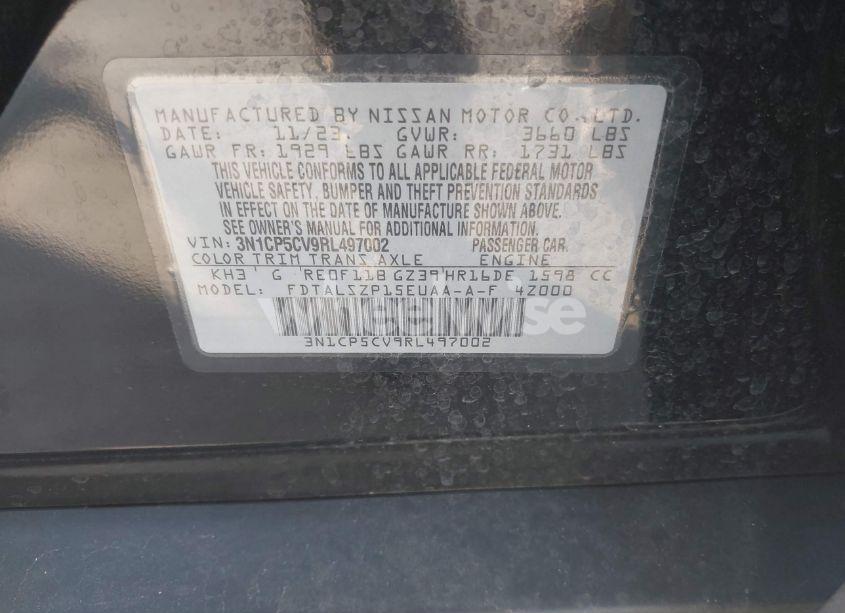 MANUFACTURED BY NISSAN MOTOR CO.,LTD.
DATE: 11/23. GVWR: 3660 LBS
GAWR FR: 1929 LBS GAWR RR: 1731 LBS
THIS VEHICLE CONFORMS TO ALL APPLICABLE FEDERAL MOTOR
VEHICLE SAFETY, BUMPER AND THEFT PREVENTION STANDARDS
IN EFFECT ON THE DATE OF MANUFACTURE SHOWN ABOVE.
SEE OWNER'S MANUAL FOR ADDITIONAL INFORMATION.
VIN: 3N1CP5CV9RL497002 PASSENGER CAR.
COLOR TRIM TRANS AXLE ENGINE
KH3 G RE0F11B GZ39 HR16DE 1598 CC
MODEL: FDTALSZP15EUAA-A-F 4Z000
3N1CP5CV9RL497002